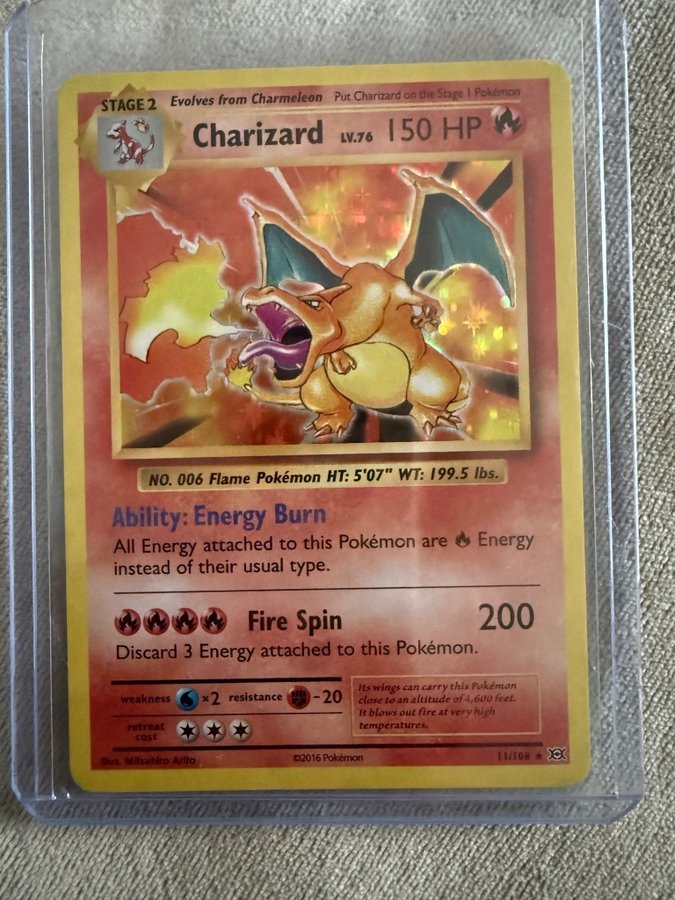 STAGE 2 Evolves from Charmeleon Put Charizard on the Stage 1 Pokémon
Charizard LV.76 150 HP
NO. 006 Flame Pokémon HT: 5'07" WT: 199.5 lbs.
Ability: Energy Burn
All Energy attached to this Pokémon are Energy
instead of their usual type.
Fire Spin 200
Discard 3 Energy attached to this Pokémon.
weakness ×2 resistance -20
retreat
cost
Its wings can carry this Pokémon
close to an altitude of 4,600 feet.
It blows out fire at very high
temperatures.
Illus. Mitsuhiro Arita ©2016 Pokémon 11/108